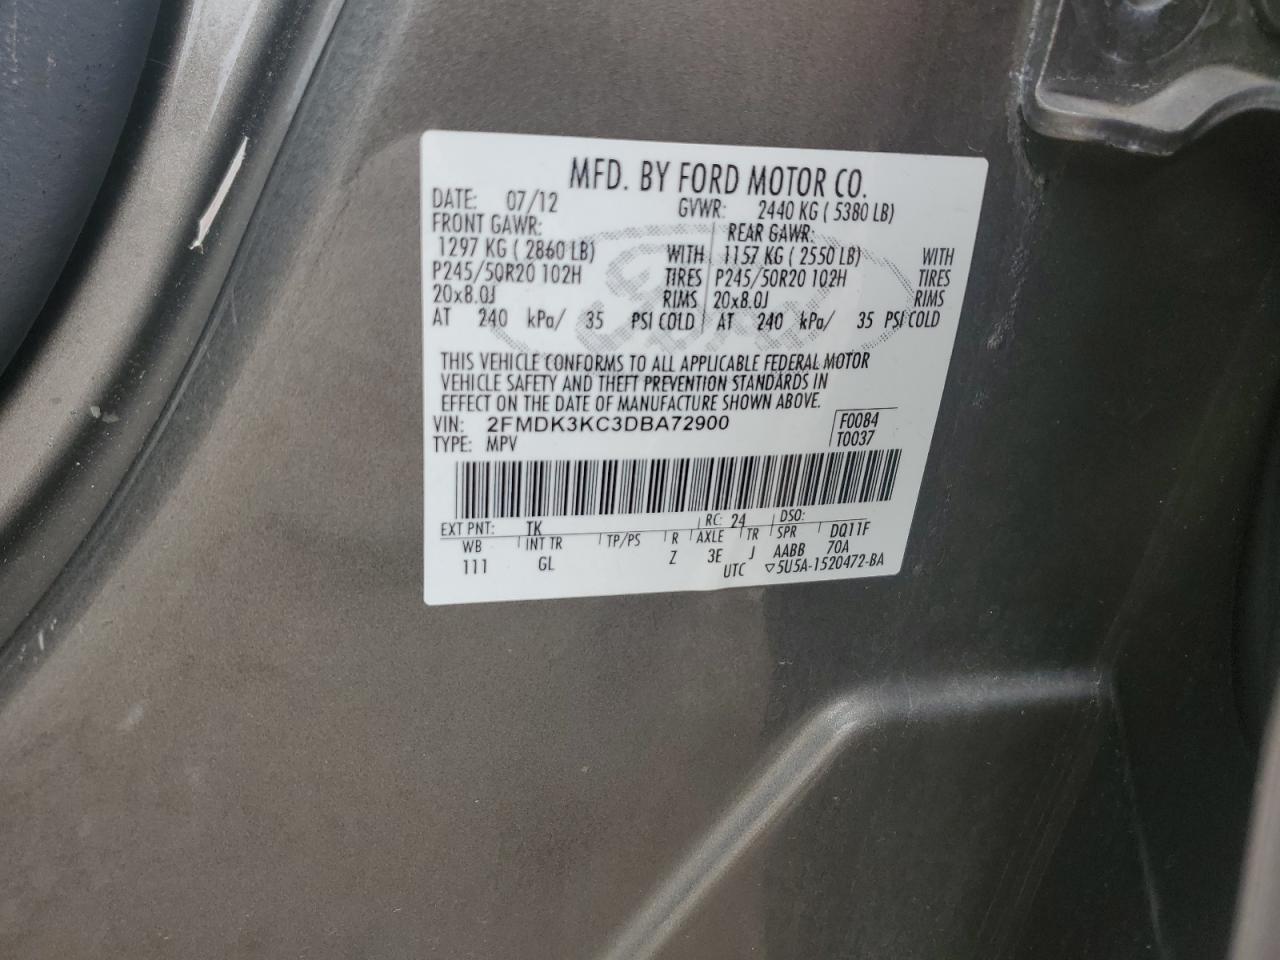 MFD. BY FORD MOTOR CO.
DATE: 07/12 GVWR: 2440 KG ( 5380 LB)
FRONT GAWR: REAR GAWR:
1297 KG ( 2860 LB) WITH 1157 KG ( 2550 LB) WITH
P245/50R20 102H TIRES P245/50R20 102H TIRES
20x8.0J RIMS 20x8.0J RIMS
AT 240 kPa/ 35 PSI COLD AT 240 kPa/ 35 PSI COLD
THIS VEHICLE CONFORMS TO ALL APPLICABLE FEDERAL MOTOR
VEHICLE SAFETY AND THEFT PREVENTION STANDARDS IN
EFFECT ON THE DATE OF MANUFACTURE SHOWN ABOVE.
VIN: 2FMDK3KC3DBA72900 F0084
TYPE: MPV T0037
EXT PNT: TK RC: 24 DSO:
WB INT TR TP/PS R AXLE TR SPR DQ11F
111 GL Z 3E J AABB 70A
UTC ▽5U5A-1520472-BA